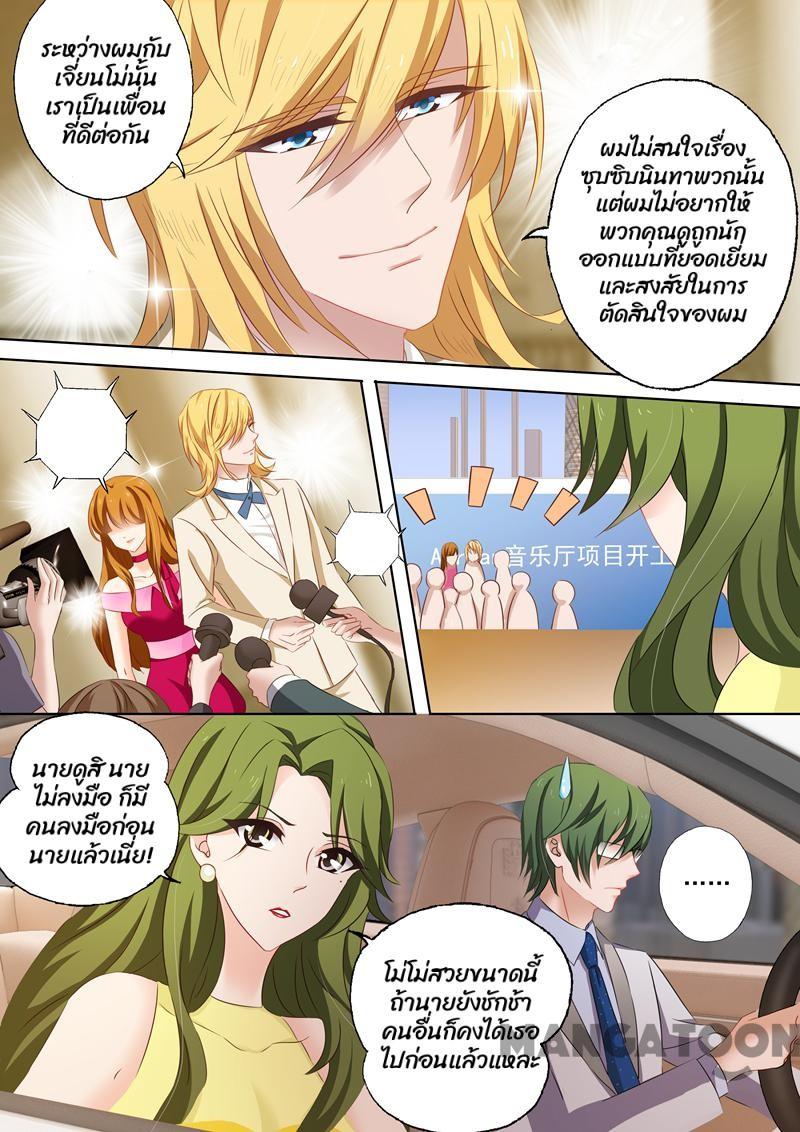 ระหว่างผมกับ
เจี่ยนโม่นั้น
เราเป็นเพื่อน
ที่ดีต่อกัน
ผมไม่สนใจเรื่อง
ซุบซิบนินทาพวกนั้น
แต่ผมไม่อยากให้
พวกคุณดูถูกนัก
ออกแบบที่ยอดเยี่ยม
และสงสัยในการ
ตัดสินใจของผม
音乐厅项目开工
นายดูสิ นาย
ไม่ลงมือ ก็มี
คนลงมือก่อน
นายแล้วเนี่ย!
......
โม่โม่สวยขนาดนี้
ถ้านายยังชักช้า
คนอื่นก็คงได้เธอ
ไปก่อนแล้วแหละ
MANGATOON